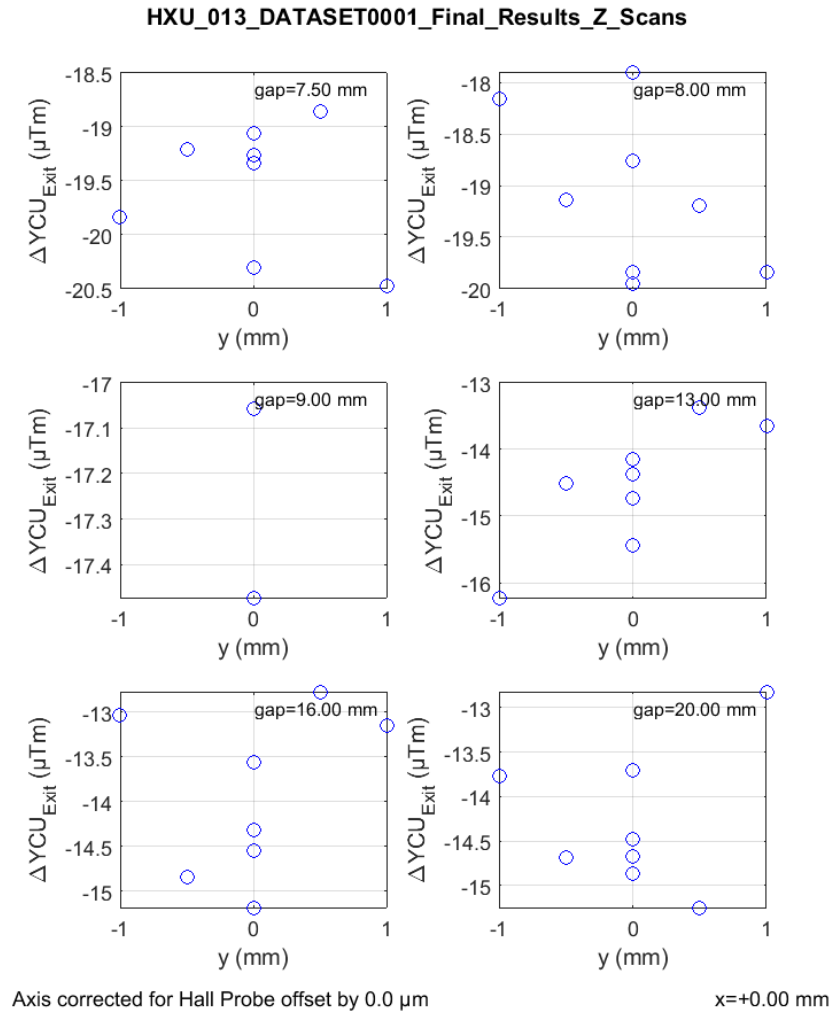 HXU_013_DATASET0001_Final_Results_Z_Scans
-18.5
-19
-19.5
-20
-20.5
ΔYCU_Exit (µTm)
gap=7.50 mm
-1 0 1
y (mm)
-18
-18.5
-19
-19.5
-20
ΔYCU_Exit (µTm)
gap=8.00 mm
-1 0 1
y (mm)
-17
-17.1
-17.2
-17.3
-17.4
ΔYCU_Exit (µTm)
gap=9.00 mm
-1 0 1
y (mm)
-13
-14
-15
-16
ΔYCU_Exit (µTm)
gap=13.00 mm
-1 0 1
y (mm)
-13
-13.5
-14
-14.5
-15
ΔYCU_Exit (µTm)
gap=16.00 mm
-1 0 1
y (mm)
-13
-13.5
-14
-14.5
-15
ΔYCU_Exit (µTm)
gap=20.00 mm
-1 0 1
y (mm)
Axis corrected for Hall Probe offset by 0.0 µm
x=+0.00 mm